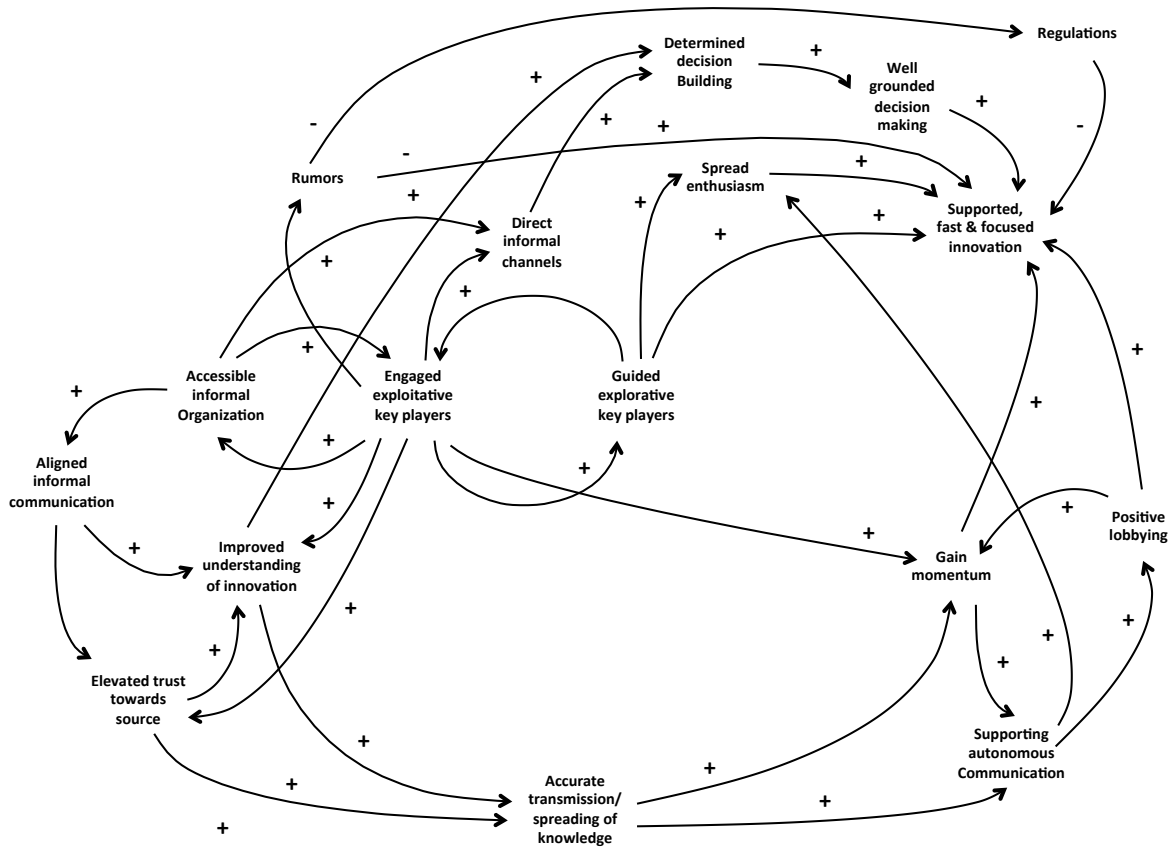 Regulations
Determined
decision
Building
+
Well
grounded
decision
making
+
+
-
+
+
-
-
Rumors
+
Spread
enthusiasm
+
+
+
Direct
informal
channels
+
+
Supported,
fast & focused
innovation
+
+
+
+
Accessible
informal
Organization
Engaged
exploitative
key players
Guided
explorative
key players
+
+
+
Aligned
informal
communication
+
+
+
Positive
lobbying
+
+
Improved
understanding
of innovation
Gain
momentum
+
+
+
+
+
Elevated trust
towards
source
Supporting
autonomous
Communication
+
+
+
Accurate
transmission/
spreading of
knowledge
+
+